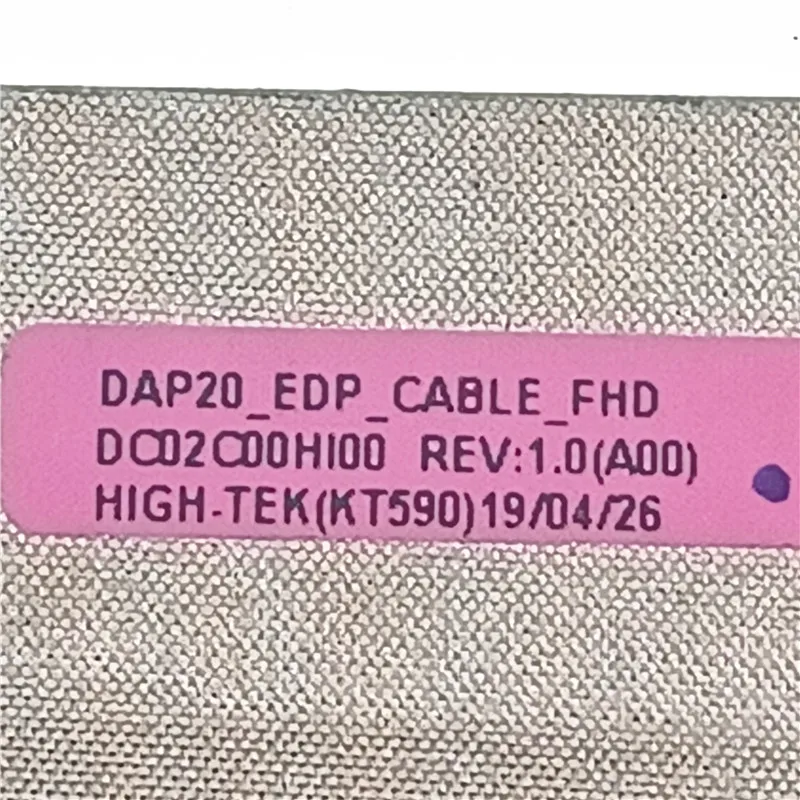 DAP20_EDP_CABLE_FHD
DC02C00HI00 REV:1.0(A00)
HIGH-TEK(KT590)19/04/26